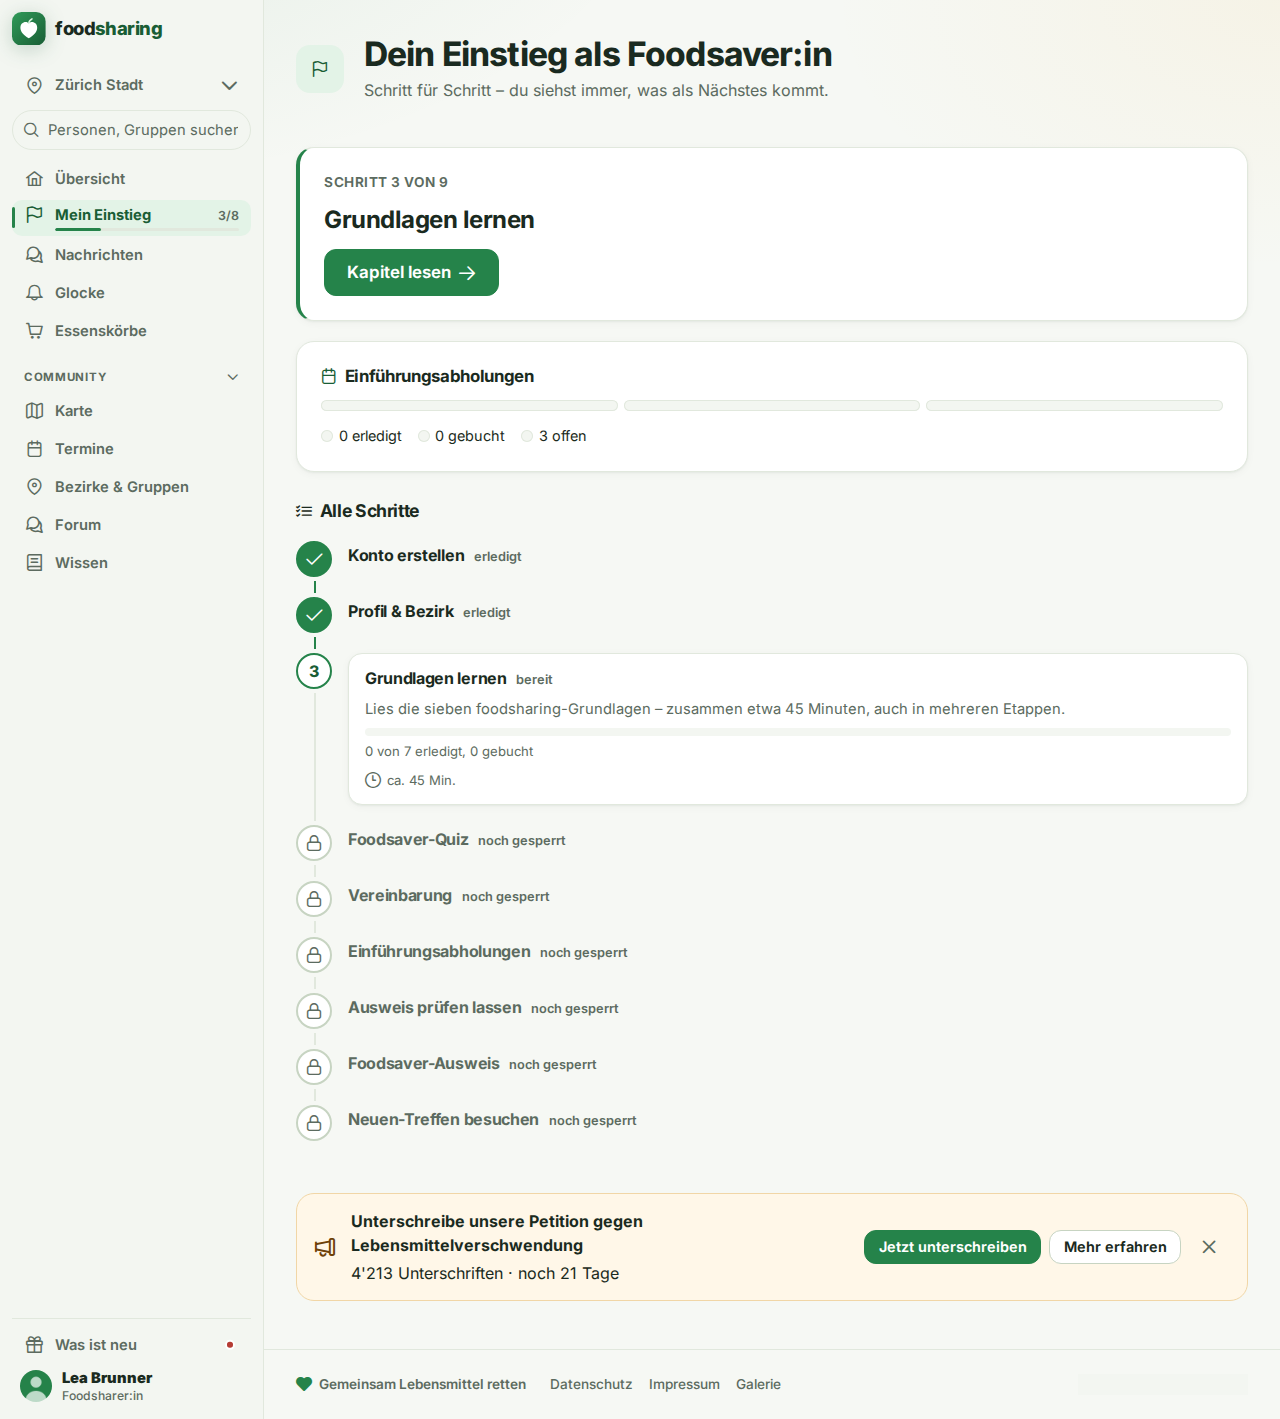 foodsharing
Zürich Stadt
Personen, Gruppen sucher
Übersicht
Mein Einstieg 3/8
Nachrichten
Glocke
Essenskörbe
COMMUNITY
Karte
Termine
Bezirke & Gruppen
Forum
Wissen
Was ist neu
Lea Brunner
Foodsharer:in
Dein Einstieg als Foodsaver:in
Schritt für Schritt – du siehst immer, was als Nächstes kommt.
SCHRITT 3 VON 9
Grundlagen lernen
Kapitel lesen
Einführungsabholungen
0 erledigt 0 gebucht 3 offen
Alle Schritte
Konto erstellen erledigt
Profil & Bezirk erledigt
3 Grundlagen lernen bereit
Lies die sieben foodsharing-Grundlagen – zusammen etwa 45 Minuten, auch in mehreren Etappen.
0 von 7 erledigt, 0 gebucht
ca. 45 Min.
Foodsaver-Quiz noch gesperrt
Vereinbarung noch gesperrt
Einführungsabholungen noch gesperrt
Ausweis prüfen lassen noch gesperrt
Foodsaver-Ausweis noch gesperrt
Neuen-Treffen besuchen noch gesperrt
Unterschreibe unsere Petition gegen
Lebensmittelverschwendung
4'213 Unterschriften · noch 21 Tage
Jetzt unterschreiben Mehr erfahren
Gemeinsam Lebensmittel retten Datenschutz Impressum Galerie